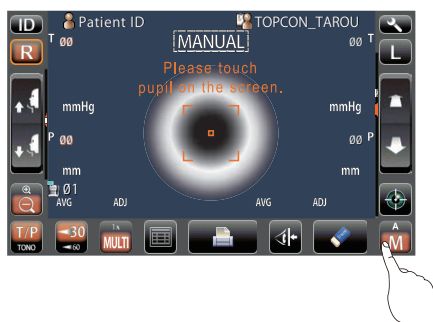 ID Patient ID TOPCON_TAROU
R T 00 MANUAL 00 T L
Please touch
pupil on the screen.
mmHg mmHg
P 00 00 P
mm mm
01
AVG ADJ AVG ADJ
T/P TONO 30 60 1x MULTI A M